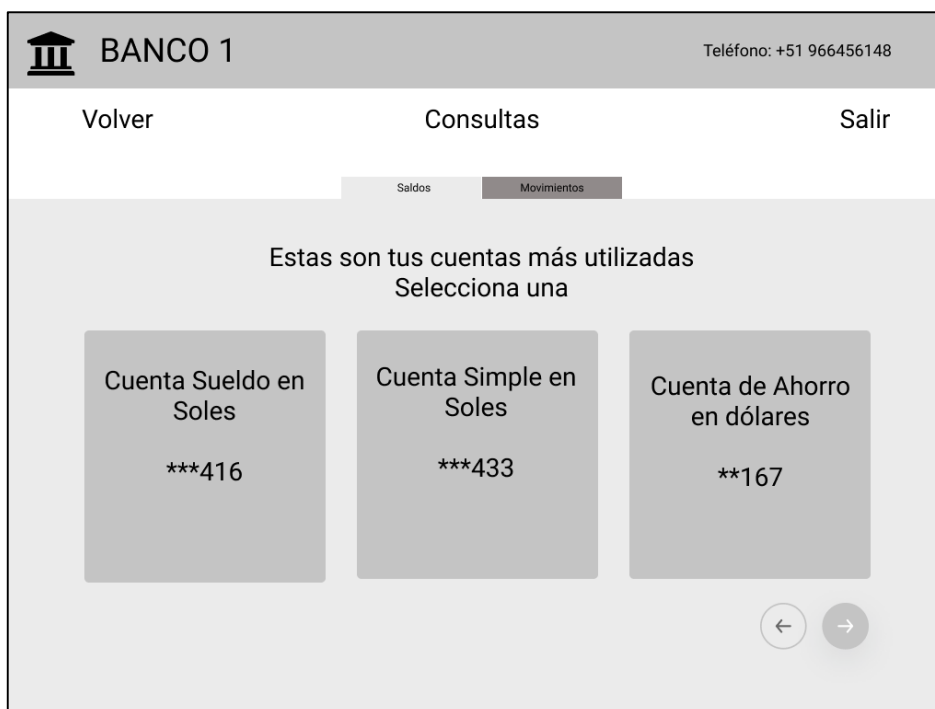 BANCO 1
Teléfono: +51 966456148
Volver
Consultas
Salir
Saldos
Movimientos
Estas son tus cuentas más utilizadas
Selecciona una
Cuenta Sueldo en
Soles
***416
Cuenta Simple en
Soles
***433
Cuenta de Ahorro
en dólares
**167